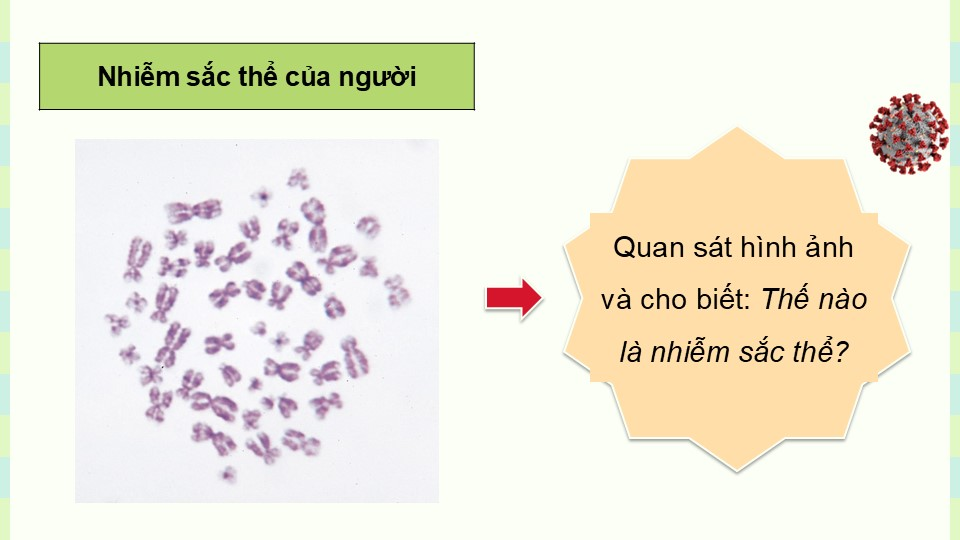 Nhiễm sắc thể của người
Quan sát hình ảnh
và cho biết: Thế nào
là nhiễm sắc thể?